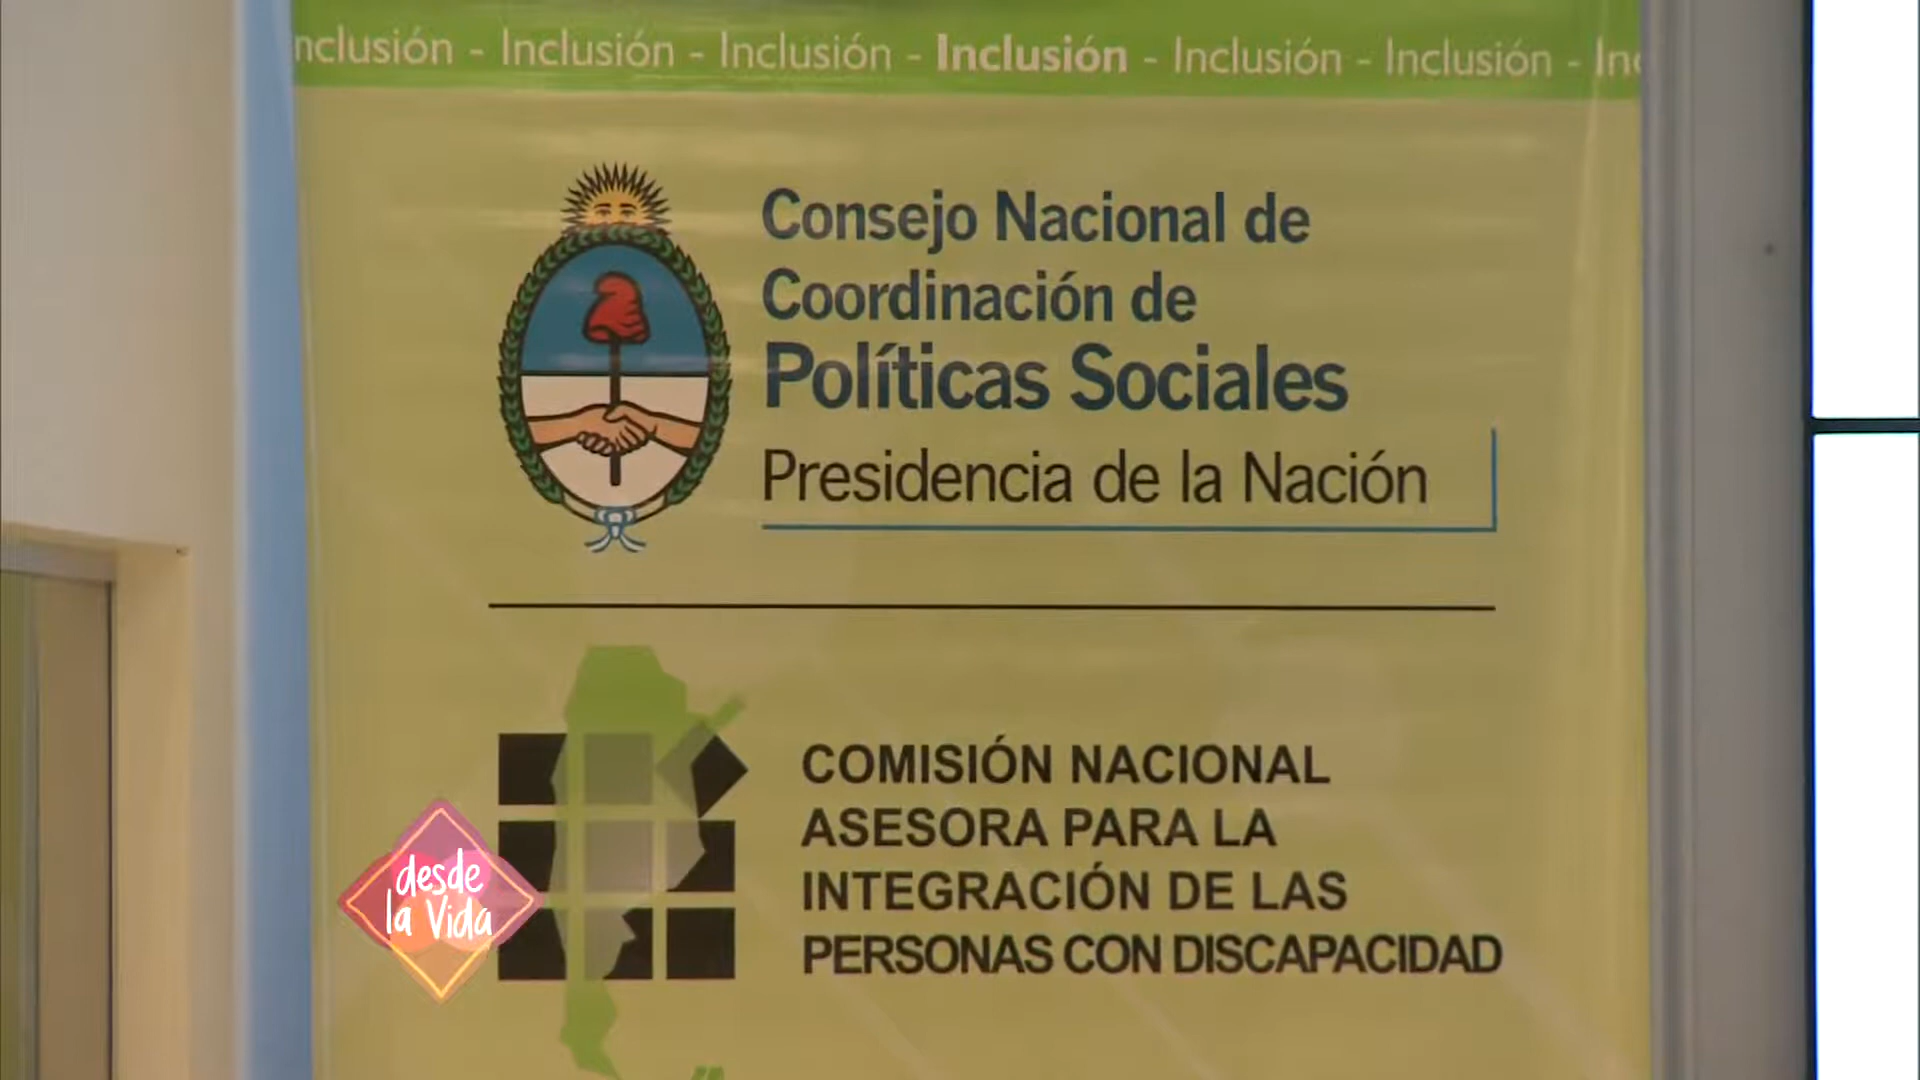 nclusión - Inclusión - Inclusión - Inclusión - Inclusión - Inclusión - Inc
Consejo Nacional de
Coordinación de
Políticas Sociales
Presidencia de la Nación
COMISIÓN NACIONAL
ASESORA PARA LA
INTEGRACIÓN DE LAS
PERSONAS CON DISCAPACIDAD
desde
la Vida